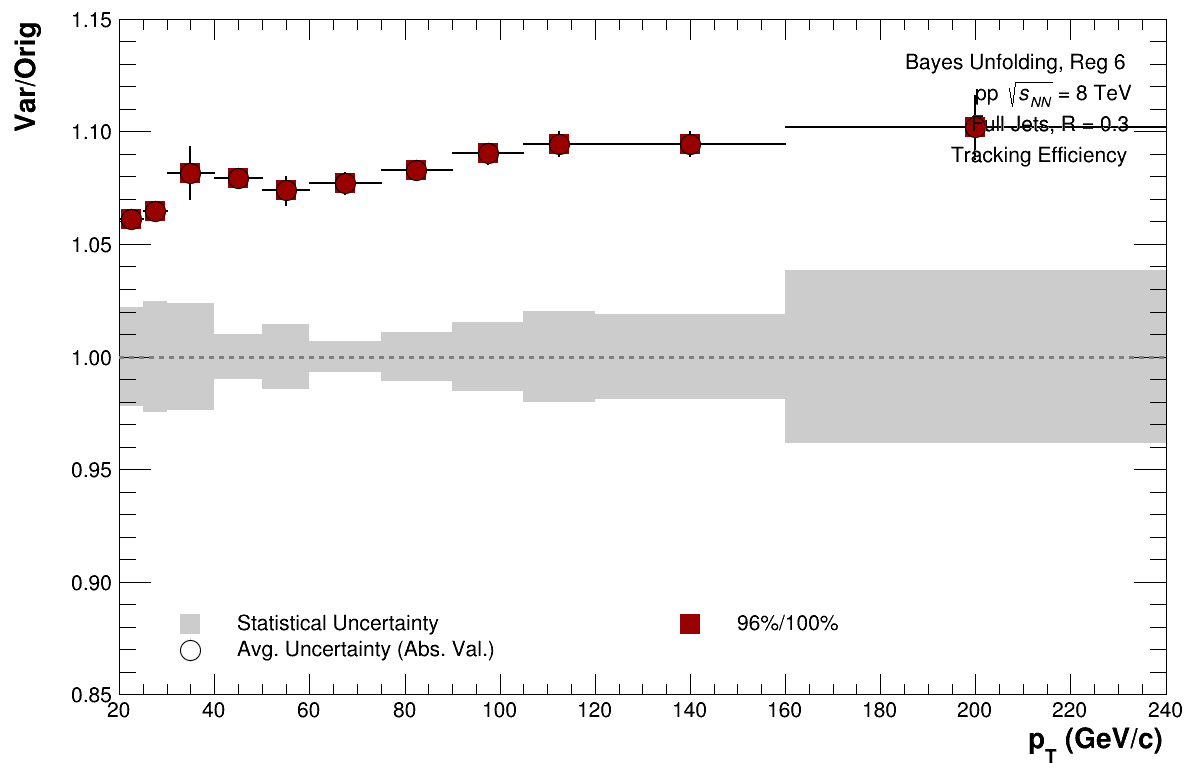 Var/Orig
1.15
1.10
1.05
1.00
0.95
0.90
0.85
Bayes Unfolding, Reg 6
pp √s_NN = 8 TeV
Full Jets, R = 0.3
Tracking Efficiency
Statistical Uncertainty
96%/100%
Avg. Uncertainty (Abs. Val.)
20 40 60 80 100 120 140 160 180 200 220 240
p_T (GeV/c)